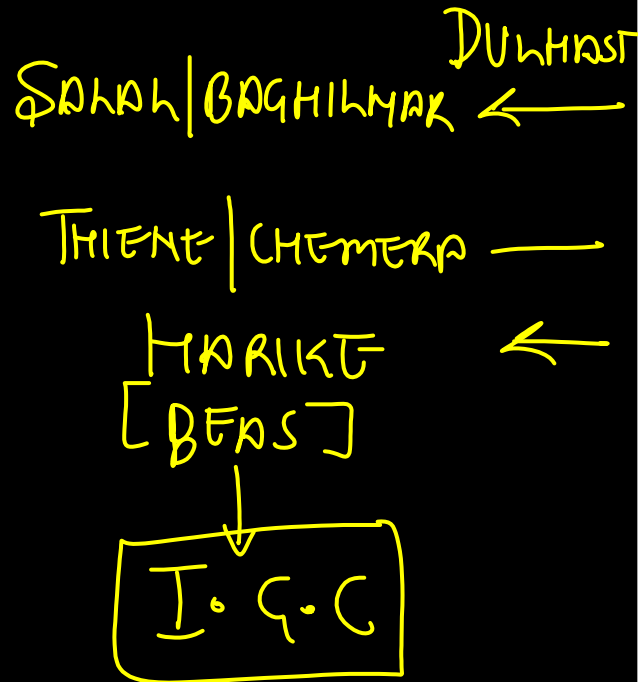 DULHAST
SALAL|BAGHILHAR
THIENE|CHEMERA
HARIKE
[BEAS]
I.G.C